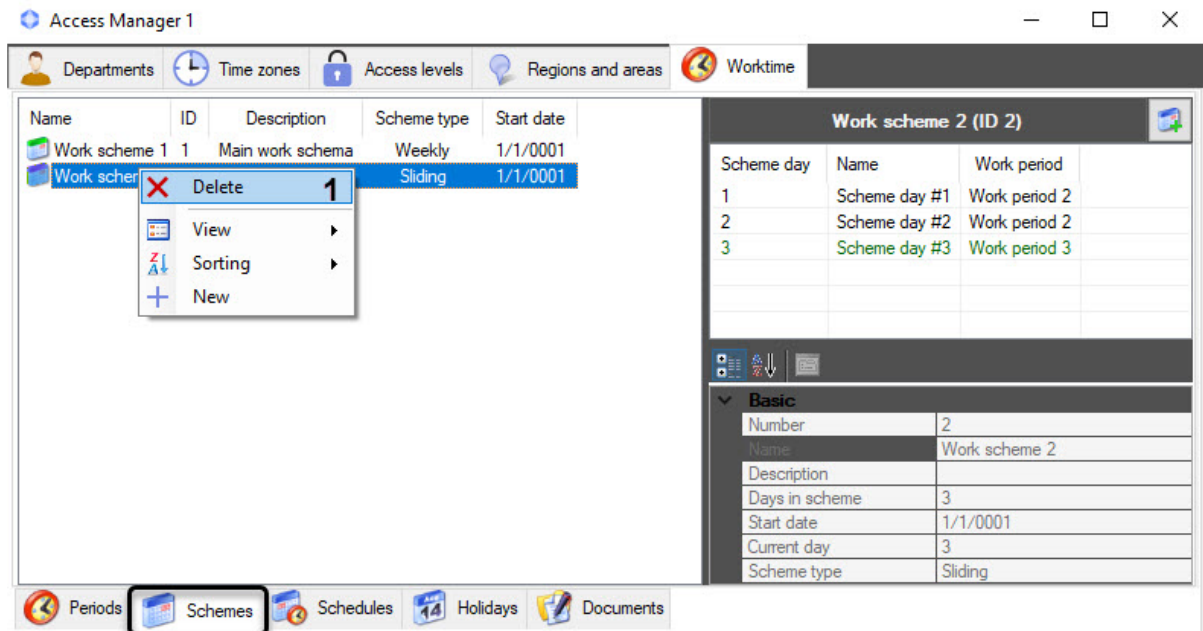 Access Manager 1
Departments Time zones Access levels Regions and areas Worktime
Name ID Description Scheme type Start date
Work scheme 1 1 Main work schema Weekly 1/1/0001
Work scher Sliding 1/1/0001
Delete 1
View
Sorting
New
Work scheme 2 (ID 2)
Scheme day Name Work period
1 Scheme day #1 Work period 2
2 Scheme day #2 Work period 2
3 Scheme day #3 Work period 3
Basic
Number 2
Name Work scheme 2
Description
Days in scheme 3
Start date 1/1/0001
Current day 3
Scheme type Sliding
Periods Schemes Schedules 14 Holidays Documents